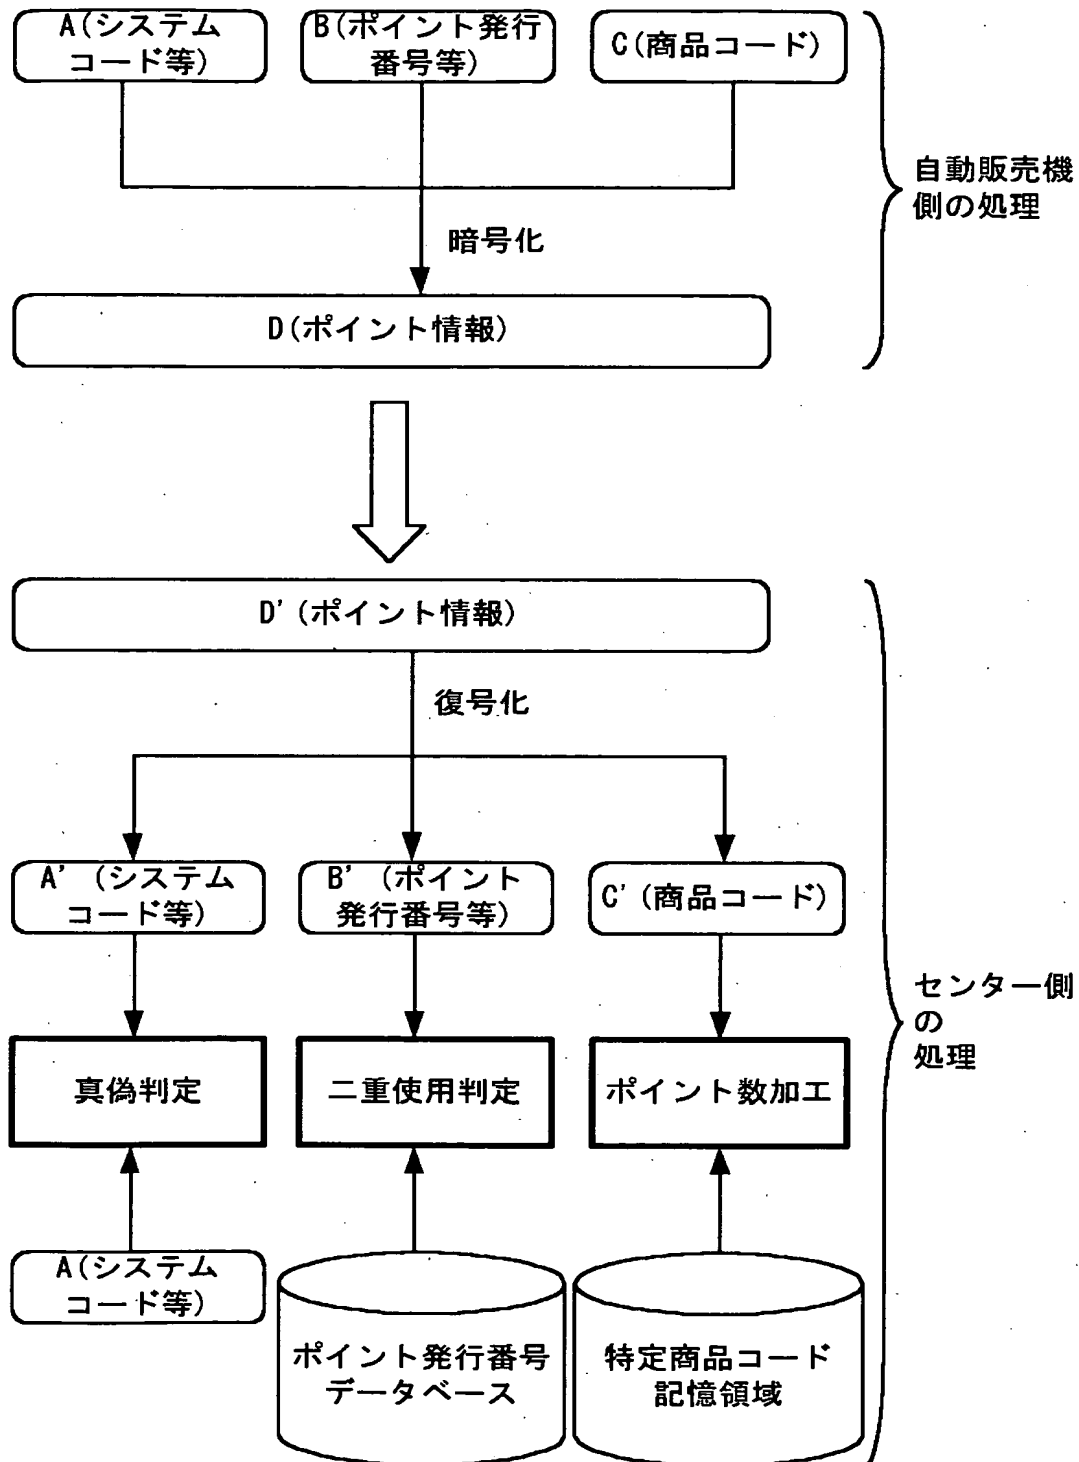 A(システム
コード等)
B(ポイント発行
番号等)
C(商品コード)
自動販売機
側の処理
暗号化
D(ポイント情報)
D'(ポイント情報)
復号化
A' (システム
コード等)
B' (ポイント
発行番号等)
C'(商品コード)
センター側
の
処理
真偽判定
二重使用判定
ポイント数加工
A(システム
コード等)
ポイント発行番号
データベース
特定商品コード
記憶領域